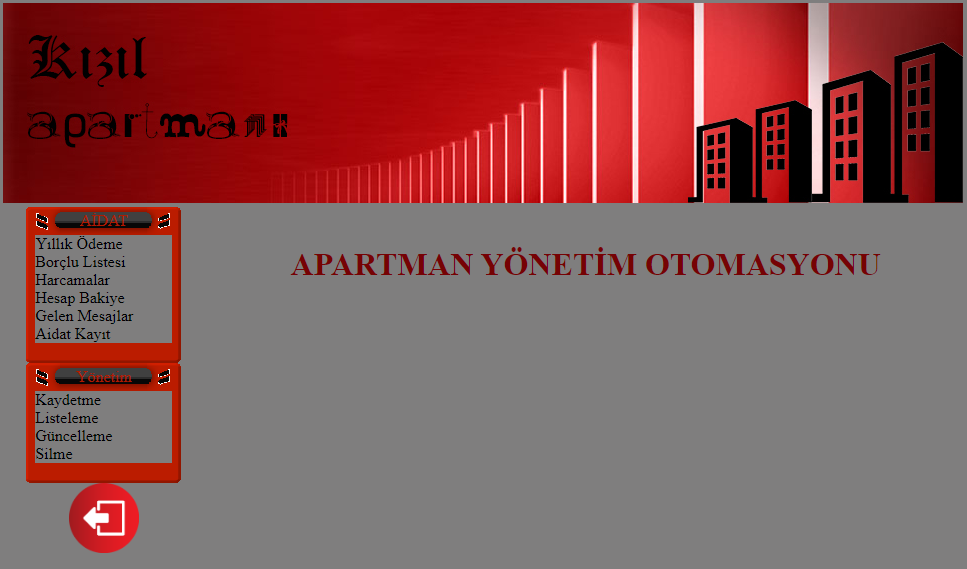 Kızıl
apartmanı
AIDAT
Yıllık Ödeme
Borçlu Listesi
Harcamalar
Hesap Bakiye
Gelen Mesajlar
Aidat Kayıt
APARTMAN YÖNETİM OTOMASYONU
Yonetim
Kaydetme
Listeleme
Güncelleme
Silme